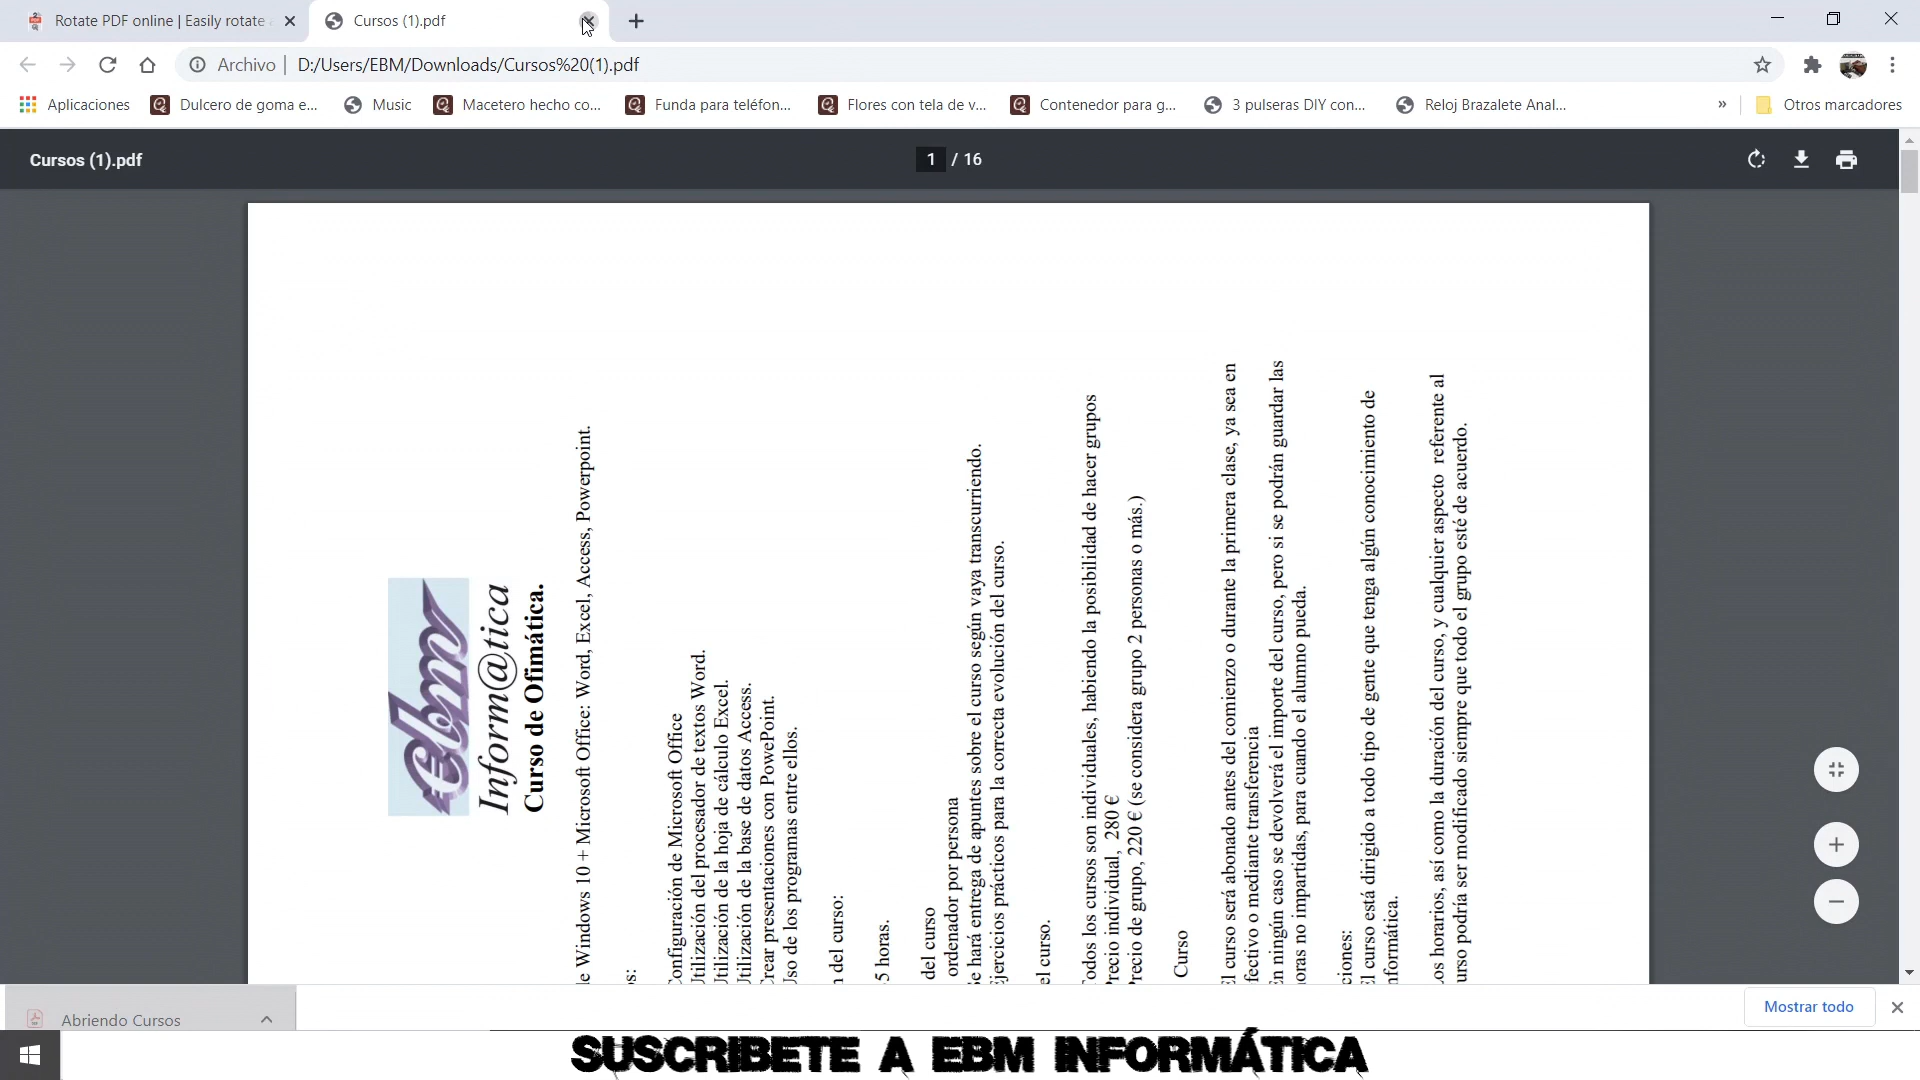 Rotate PDF online | Easily rotate
Cursos (1).pdf
Archivo
D:/Users/EBM/Downloads/Cursos%20(1).pdf
Aplicaciones
Dulcero de goma e...
Music
Macetero hecho co...
Funda para teléfon...
Flores con tela de v...
Contenedor para g...
3 pulseras DIY con...
Reloj Brazalete Anal...
»
Otros marcadores
Cursos (1).pdf
1 / 16
ebm
Inform@tica
Curso de Ofimática.
le Windows 10 + Microsoft Office: Word, Excel, Access, Powerpoint.
os:
Configuración de Microsoft Office
Utilización del procesador de textos Word.
Utilización de la hoja de cálculo Excel.
Utilización de la base de datos Access.
Crear presentaciones con PowePoint.
Uso de los programas entre ellos.
n del curso:
5 horas.
del curso
ordenador por persona
Se hará entrega de apuntes sobre el curso según vaya transcurriendo.
Ejercicios prácticos para la correcta evolución del curso.
el curso.
Todos los cursos son individuales, habiendo la posibilidad de hacer grupos
Precio individual, 280 €
Precio de grupo, 220 € (se considera grupo 2 personas o más.)
Curso
El curso será abonado antes del comienzo o durante la primera clase, ya sea en
fectivo o mediante transferencia
En ningún caso se devolverá el importe del curso, pero si se podrán guardar las
horas no impartidas, para cuando el alumno pueda.
ciones:
El curso está dirigido a todo tipo de gente que tenga algún conocimiento de
nformática.
Los horarios, así como la duración del curso, y cualquier aspecto referente al
urso podría ser modificado siempre que todo el grupo esté de acuerdo.
Abriendo Cursos
Mostrar todo
SUSCRIBETE A EBM INFORMÁTICA